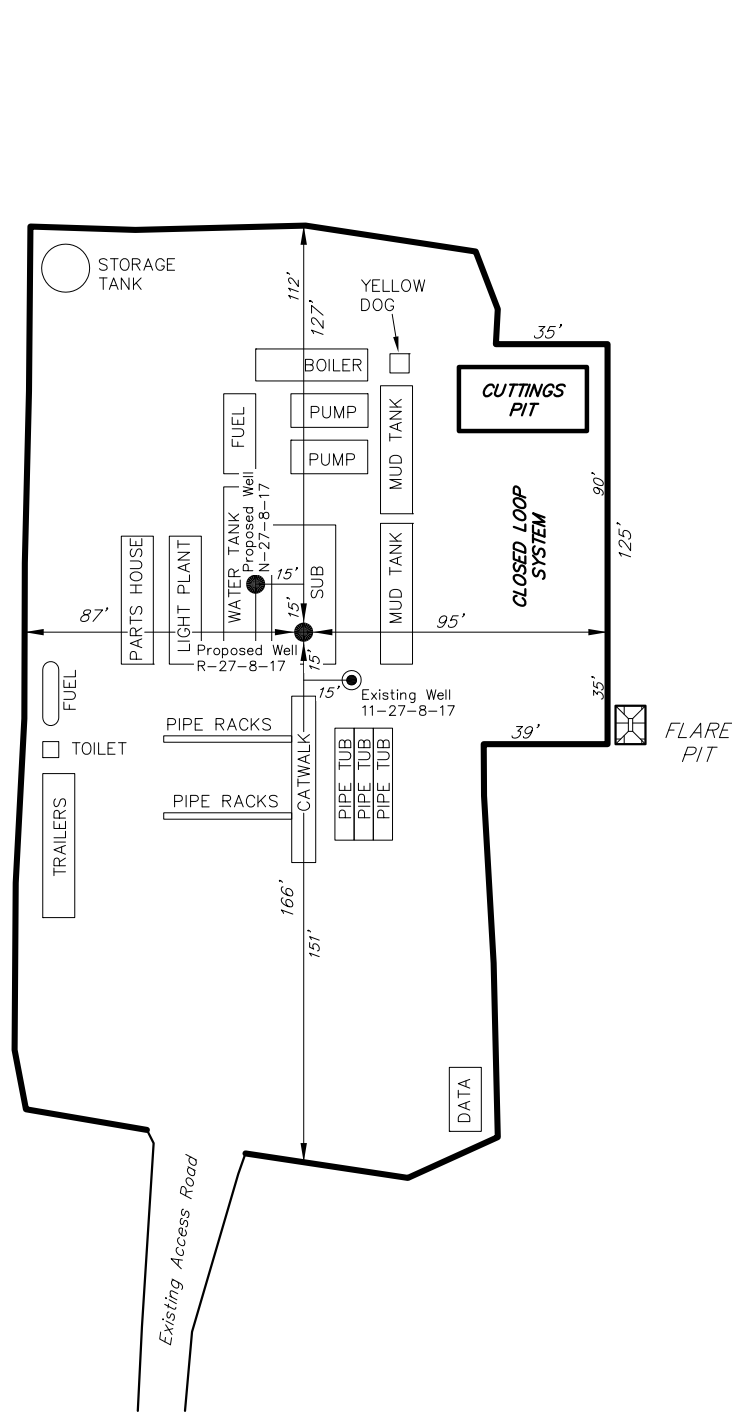 STORAGE
TANK
112'
127'
YELLOW
DOG
35'
BOILER
CUTTINGS
PIT
FUEL
PUMP
PUMP
MUD TANK
90'
125'
CLOSED LOOP
SYSTEM
Proposed Well
N-27-8-17
WATER TANK
PARTS HOUSE
LIGHT PLANT
15'
15'
SUB
MUD TANK
87'
95'
Proposed Well
R-27-8-17
15'
15'
Existing Well
11-27-8-17
35'
FUEL
TOILET
PIPE RACKS
PIPE RACKS
CATWALK
PIPE TUB
PIPE TUB
PIPE TUB
39'
FLARE
PIT
TRAILERS
166'
151'
DATA
Existing Access Road